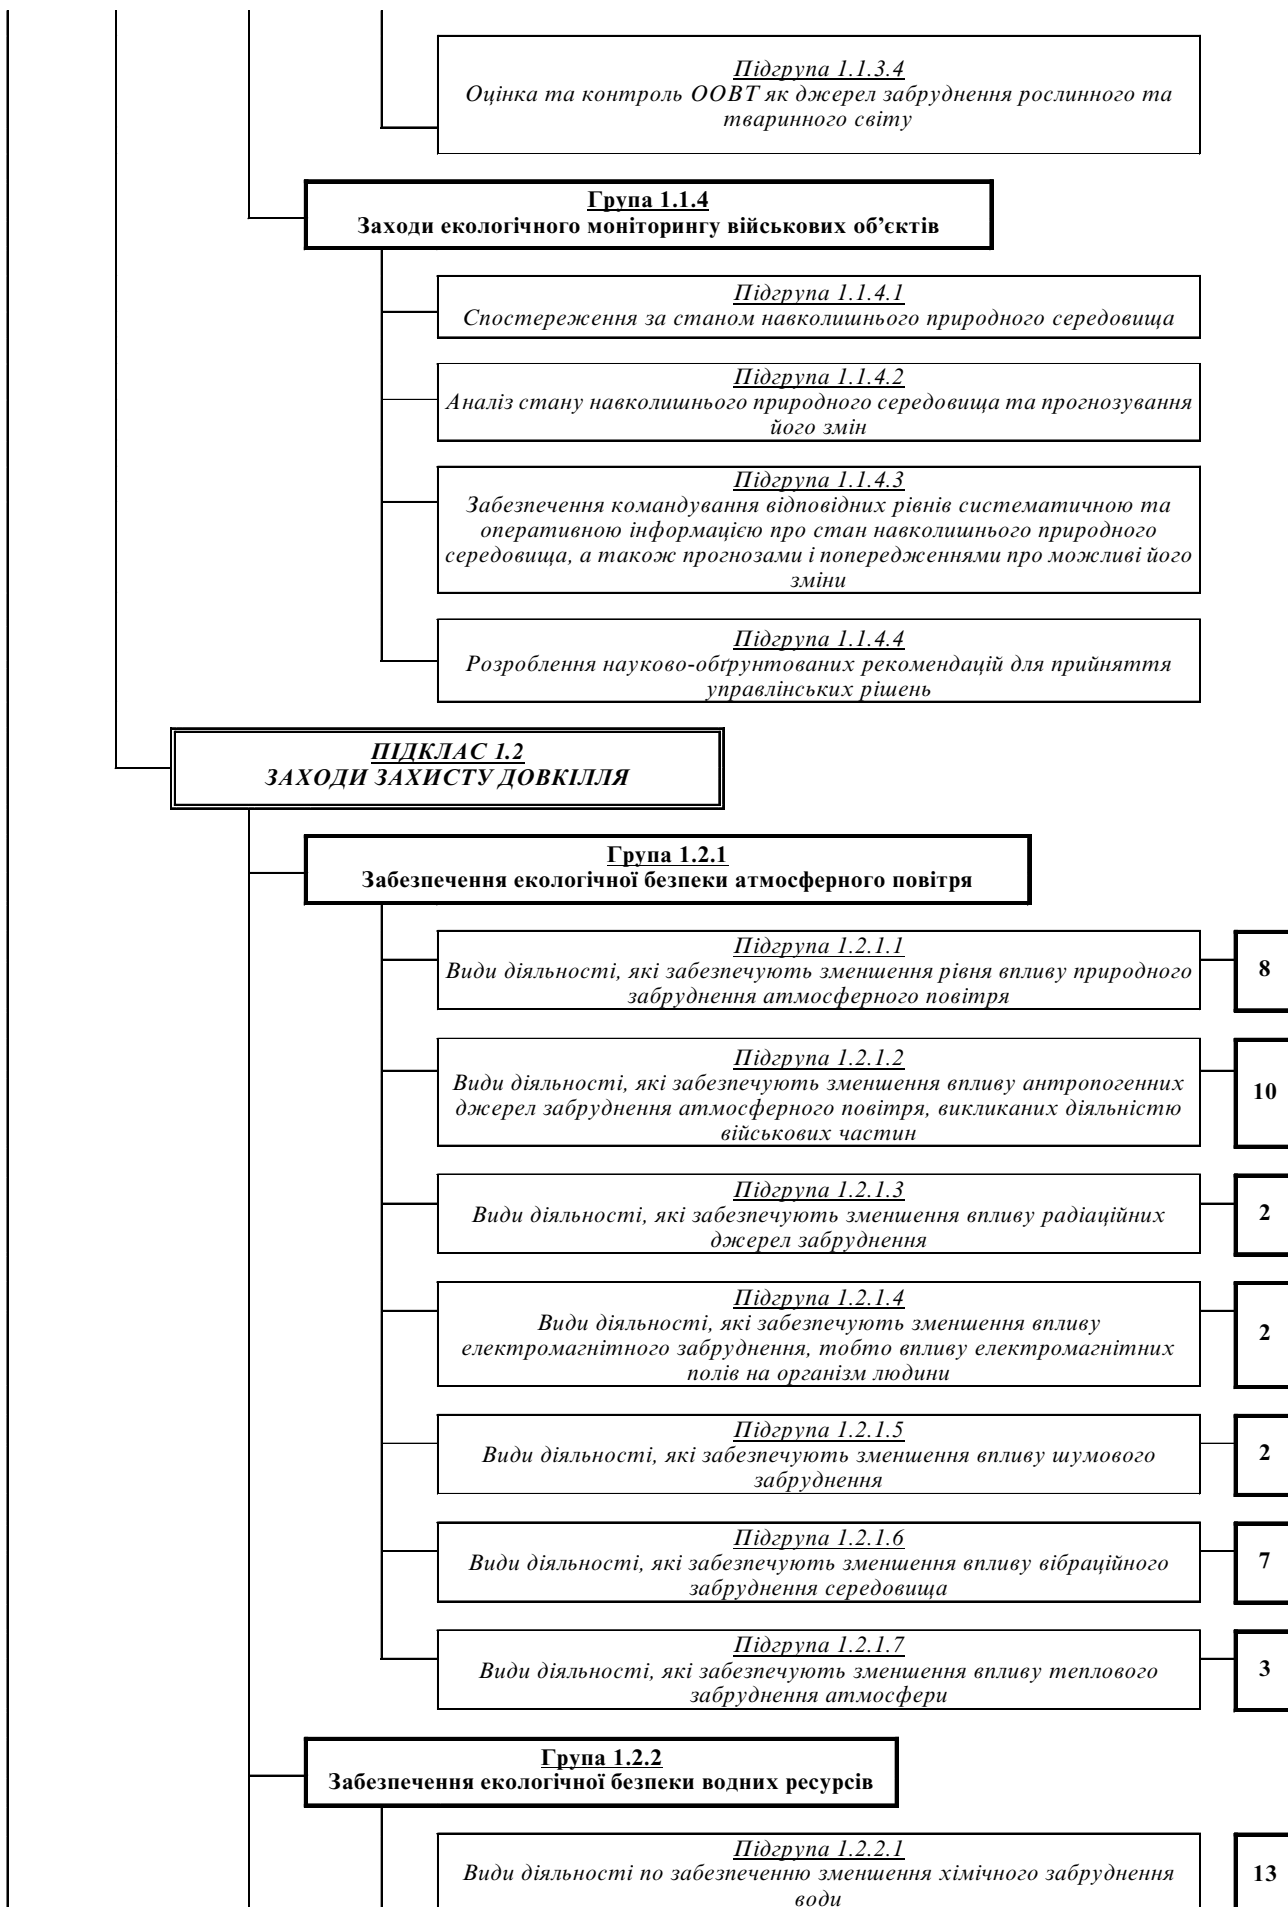 Підгрупа 1.1.3.4
Оцінка та контроль ООВТ як джерел забруднення рослинного та
тваринного світу
Група 1.1.4
Заходи екологічного моніторингу військових об’єктів
Підгрупа 1.1.4.1
Спостереження за станом навколишнього природного середовища
Підгрупа 1.1.4.2
Аналіз стану навколишнього природного середовища та прогнозування
його змін
Підгрупа 1.1.4.3
Забезпечення командування відповідних рівнів систематичною та
оперативною інформацією про стан навколишнього природного
середовища, а також прогнозами і попередженнями про можливі його
зміни
Підгрупа 1.1.4.4
Розроблення науково-обґрунтованих рекомендацій для прийняття
управлінських рішень
ПІДКЛАС 1.2
ЗАХОДИ ЗАХИСТУ ДОВКІЛЛЯ
Група 1.2.1
Забезпечення екологічної безпеки атмосферного повітря
Підгрупа 1.2.1.1
Види діяльності, які забезпечують зменшення рівня впливу природного
забруднення атмосферного повітря
8
Підгрупа 1.2.1.2
Види діяльності, які забезпечують зменшення впливу антропогенних
джерел забруднення атмосферного повітря, викликаних діяльністю
військових частин
10
Підгрупа 1.2.1.3
Види діяльності, які забезпечують зменшення впливу радіаційних
джерел забруднення
2
Підгрупа 1.2.1.4
Види діяльності, які забезпечують зменшення впливу
електромагнітного забруднення, тобто впливу електромагнітних
полів на організм людини
2
Підгрупа 1.2.1.5
Види діяльності, які забезпечують зменшення впливу шумового
забруднення
2
Підгрупа 1.2.1.6
Види діяльності, які забезпечують зменшення впливу вібраційного
забруднення середовища
7
Підгрупа 1.2.1.7
Види діяльності, які забезпечують зменшення впливу теплового
забруднення атмосфери
3
Група 1.2.2
Забезпечення екологічної безпеки водних ресурсів
Підгрупа 1.2.2.1
Види діяльності по забезпеченню зменшення хімічного забруднення
води
13